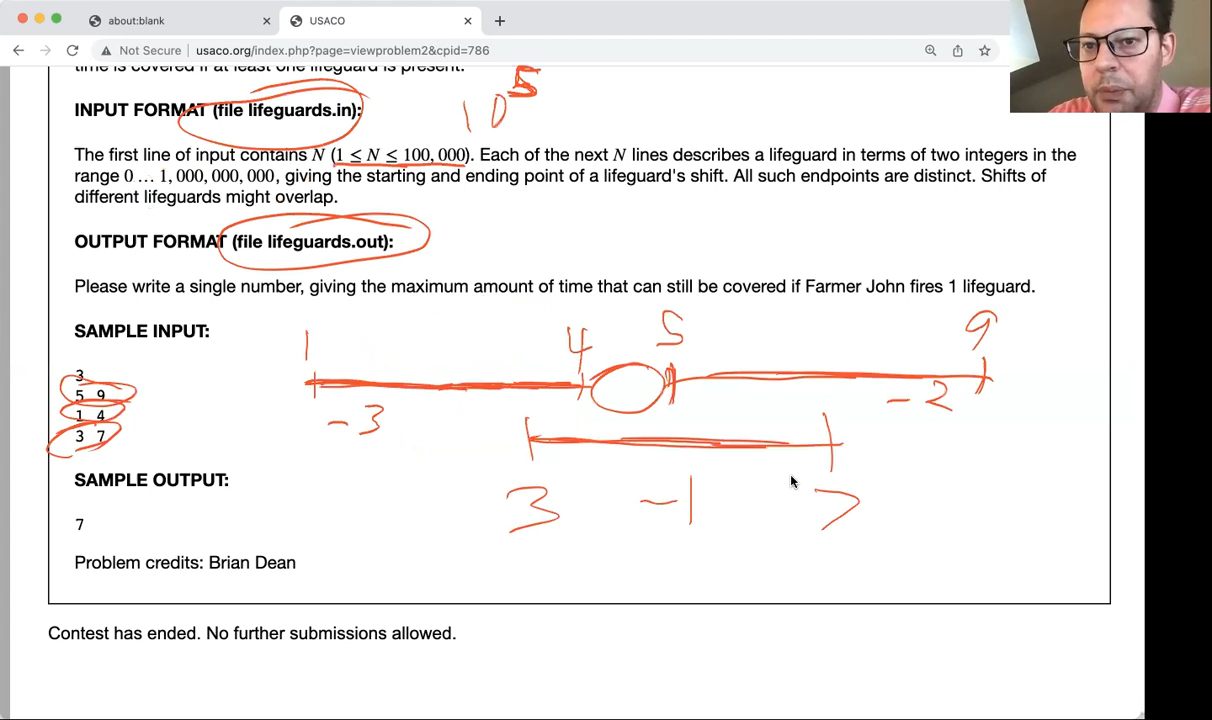 about:blank
USACO
Not Secure
usaco.org/index.php?page=viewproblem2&cpid=786
time is covered if at least one lifeguard is present.
INPUT FORMAT (file lifeguards.in):
10^5
The first line of input contains N (1 ≤ N ≤ 100,000). Each of the next N lines describes a lifeguard in terms of two integers in the
range 0 … 1,000,000,000, giving the starting and ending point of a lifeguard's shift. All such endpoints are distinct. Shifts of
different lifeguards might overlap.
OUTPUT FORMAT (file lifeguards.out):
Please write a single number, giving the maximum amount of time that can still be covered if Farmer John fires 1 lifeguard.
SAMPLE INPUT:
1 4 5 9
3
5 9
1 4
3 7
-3 -2
SAMPLE OUTPUT:
3 -1 7
7
Problem credits: Brian Dean
Contest has ended. No further submissions allowed.